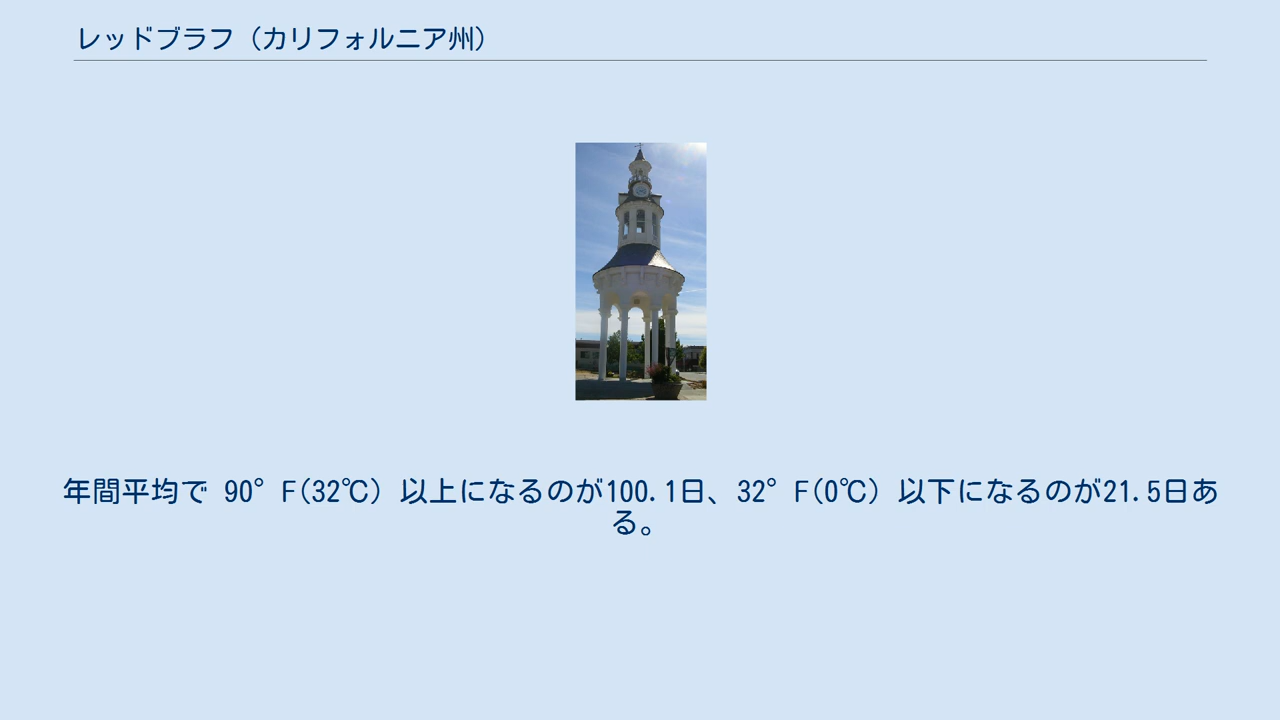 レッドブラフ（カリフォルニア州）
年間平均で 90°F(32℃) 以上になるのが100.1日、32°F(0℃) 以下になるのが21.5日あ
る。